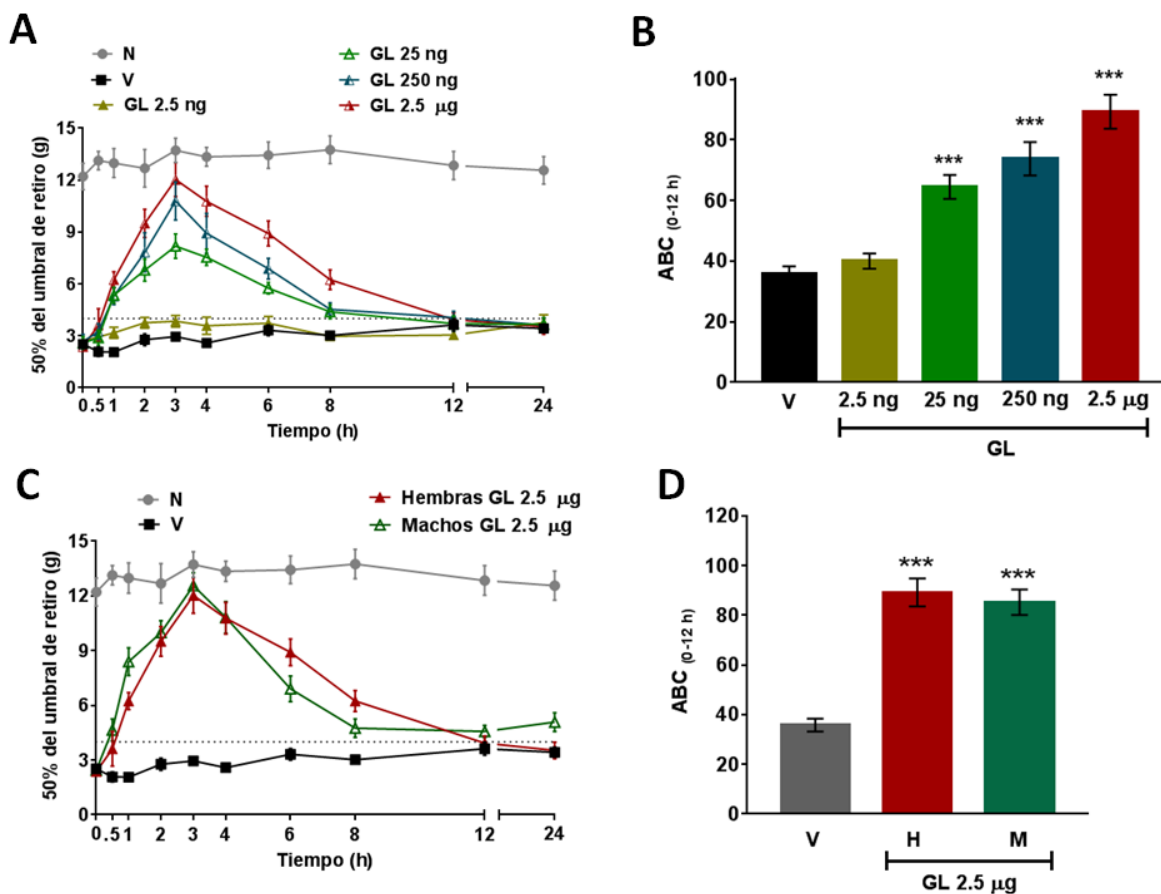 A
N
V
GL 2.5 ng
GL 25 ng
GL 250 ng
GL 2.5 μg
50% del umbral de retiro (g)
15
12
9
6
3
0
0.5 1 2 3 4 6 8 12 24
Tiempo (h)
B
ABC (0-12 h)
100
80
60
40
20
0
*** *** ***
V 2.5 ng 25 ng 250 ng 2.5 μg
GL
C
N
V
Hembras GL 2.5 μg
Machos GL 2.5 μg
50% del umbral de retiro (g)
15
12
9
6
3
0
0.5 1 2 3 4 6 8 12 24
Tiempo (h)
D
ABC (0-12 h)
120
100
80
60
40
20
0
*** ***
V H M
GL 2.5 μg